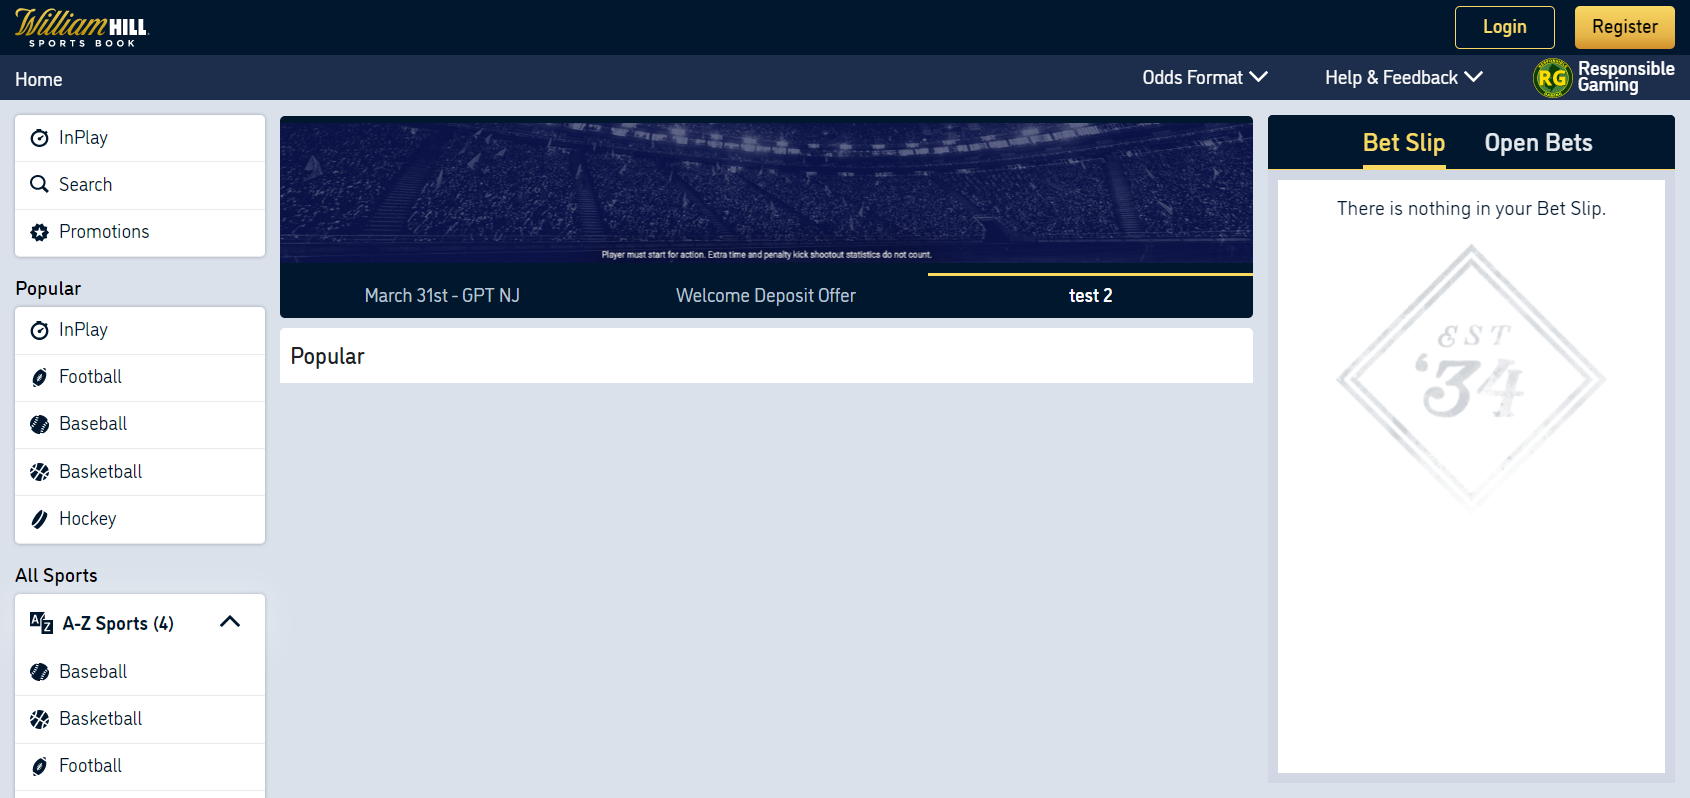 William HILL
SPORTS BOOK
Login
Register
Home
Odds Format
Help & Feedback
RG
Responsible
Gaming
InPlay
Search
Promotions
Popular
InPlay
Football
Baseball
Basketball
Hockey
All Sports
A-Z Sports (4)
Baseball
Basketball
Football
Player must start for action. Extra time and penalty kick shootout statistics do not count.
March 31st - GPT NJ
Welcome Deposit Offer
test 2
Popular
Bet Slip
Open Bets
There is nothing in your Bet Slip.
EST
‘34